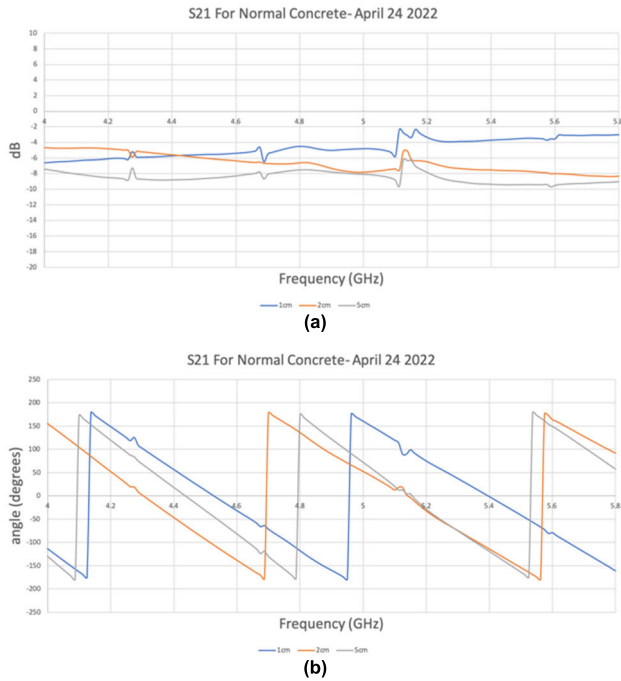 S21 For Normal Concrete- April 24 2022
10
8
6
4
2
0
4 4.2 4.4 4.6 4.8 5 5.2 5.4 5.6 5.8
-2
-4
-6
-8
-10
-12
-14
-16
-18
-20
dB
Frequency (GHz)
1cm 2cm 5cm
(a)
S21 For Normal Concrete- April 24 2022
250
200
150
100
50
0
4 4.2 4.4 4.6 4.8 5 5.2 5.4 5.6 5.8
-50
-100
-150
-200
-250
angle (degrees)
Frequency (GHz)
1cm 2cm 5cm
(b)